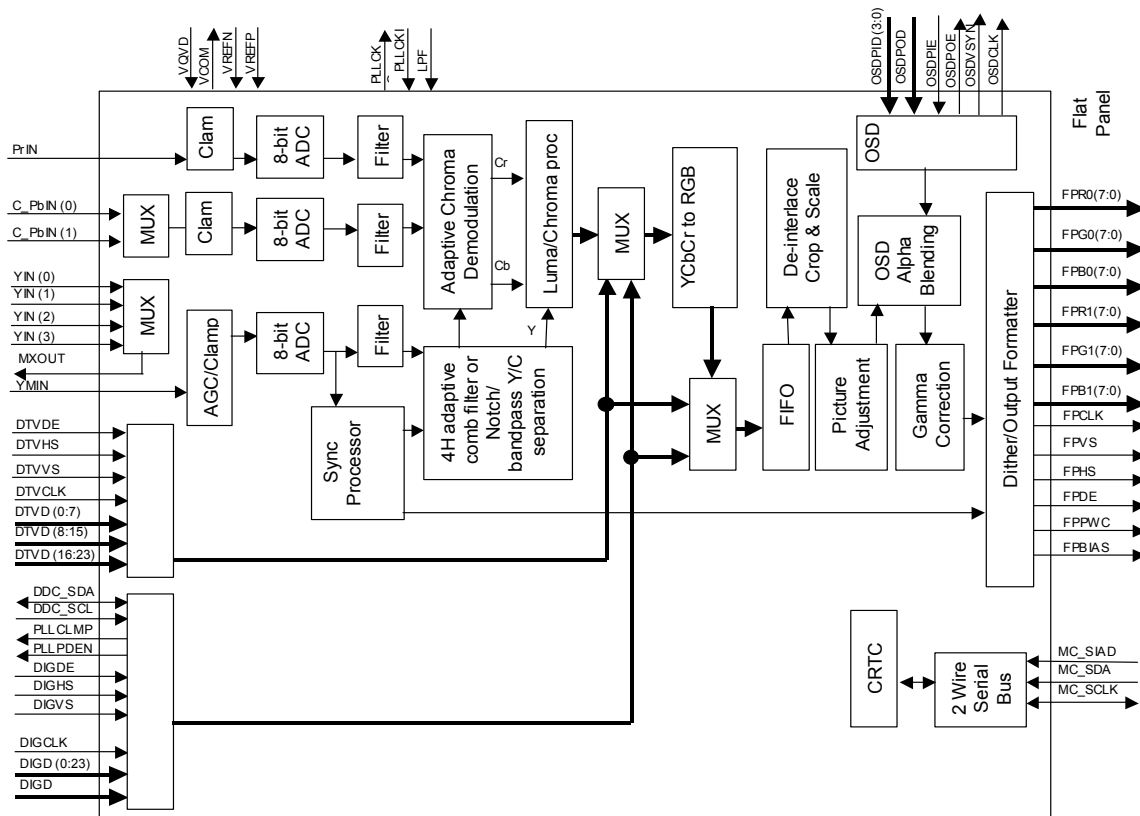 VQVD
VCOM
VREFN
VREFP
PLLCK
PLLCKI
LPF
OSDPID (3:0)
OSDPOD
OSDPIE
OSDPOE
OSDVSYN
OSDCLK
Flat
Panel
PrIN
C_PbIN (0)
C_PbIN (1)
YIN (0)
YIN (1)
YIN (2)
YIN (3)
MXOUT
YMIN
DTVDE
DTVHS
DTVVS
DTVCLK
DTVD (0:7)
DTVD (8:15)
DTVD (16:23)
DDC_SDA
DDC_SCL
PLLCLMP
PLLPDEN
DIGDE
DIGHS
DIGVS
DIGCLK
DIGD (0:23)
DIGD
MUX
MUX
Clam
Clam
AGC/Clamp
8-bit
ADC
8-bit
ADC
8-bit
ADC
Filter
Filter
Filter
Sync
Processor
Adaptive Chroma
Demodulation
4H adaptive
comb filter or
Notch/
bandpass Y/C
separation
Cr
Cb
Y
Luma/Chroma proc
MUX
YCbCr to RGB
MUX
De-interlace
Crop & Scale
FIFO
Picture
Adjustment
OSD
OSD
Alpha
Blending
Gamma
Correction
Dither/Output Formatter
CRTC
2 Wire
Serial
Bus
FPR0(7:0)
FPG0(7:0)
FPB0(7:0)
FPR1(7:0)
FPG1(7:0)
FPB1(7:0)
FPCLK
FPVS
FPHS
FPDE
FPPWC
FPBIAS
MC_SIAD
MC_SDA
MC_SCLK